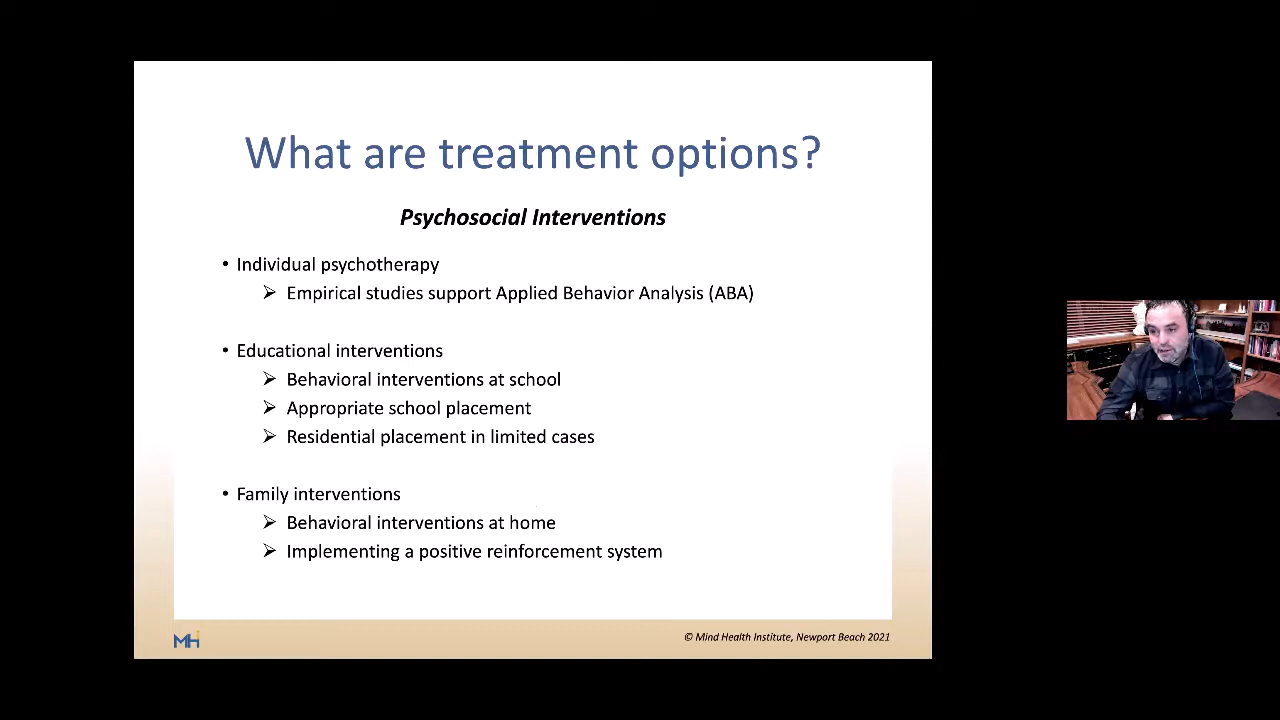 What are treatment options?
Psychosocial Interventions
• Individual psychotherapy
➢ Empirical studies support Applied Behavior Analysis (ABA)
• Educational interventions
➢ Behavioral interventions at school
➢ Appropriate school placement
➢ Residential placement in limited cases
• Family interventions
➢ Behavioral interventions at home
➢ Implementing a positive reinforcement system
MHi
© Mind Health Institute, Newport Beach 2021